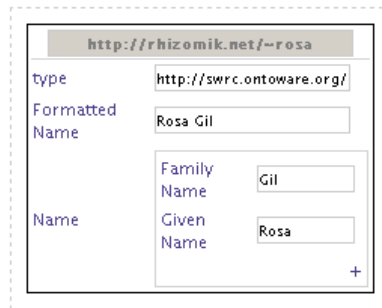 http://rhizomik.net/~rosa
type
http://swrc.ontoware.org/
Formatted
Name
Rosa Gil
Name
Family
Name
Gil
Given
Name
Rosa
+